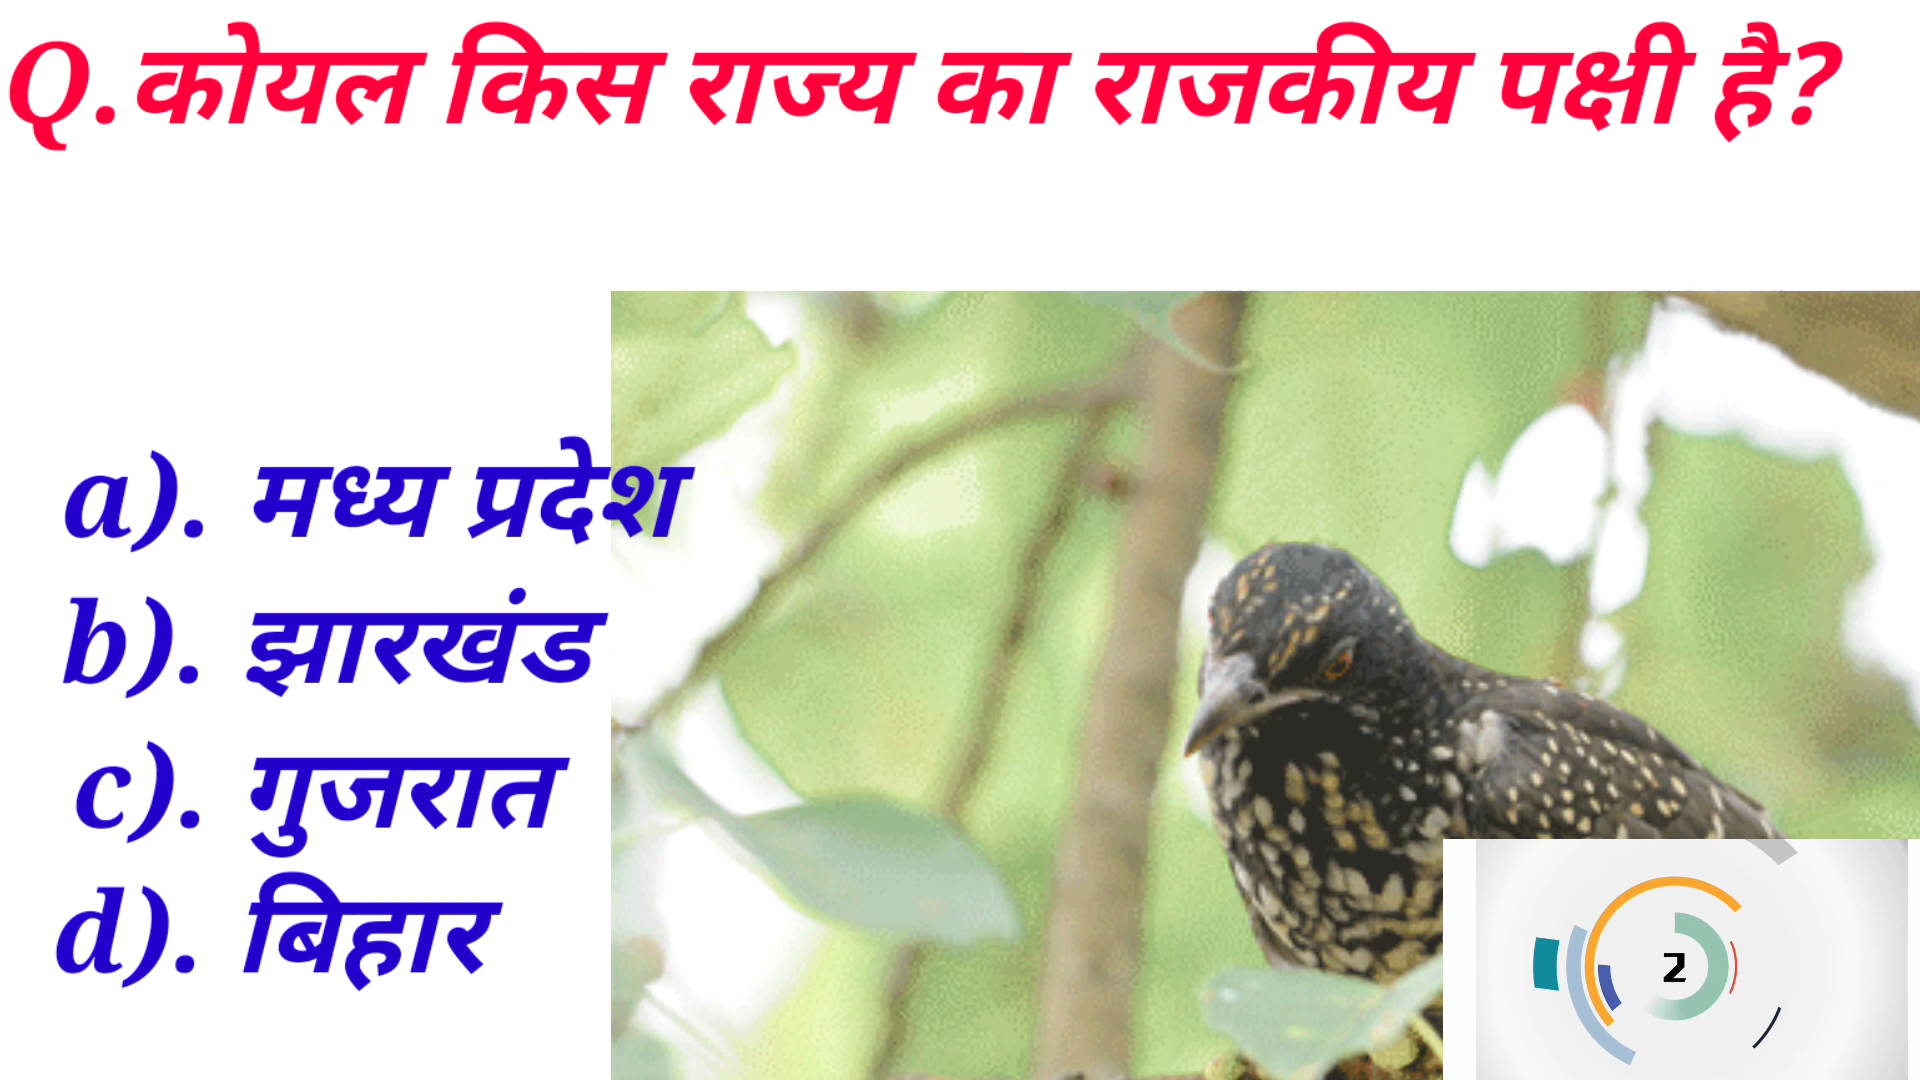 Q.कोयल किस राज्य का राजकीय पक्षी है?
a). मध्य प्रदेश
b). झारखंड
c). गुजरात
d). बिहार
2